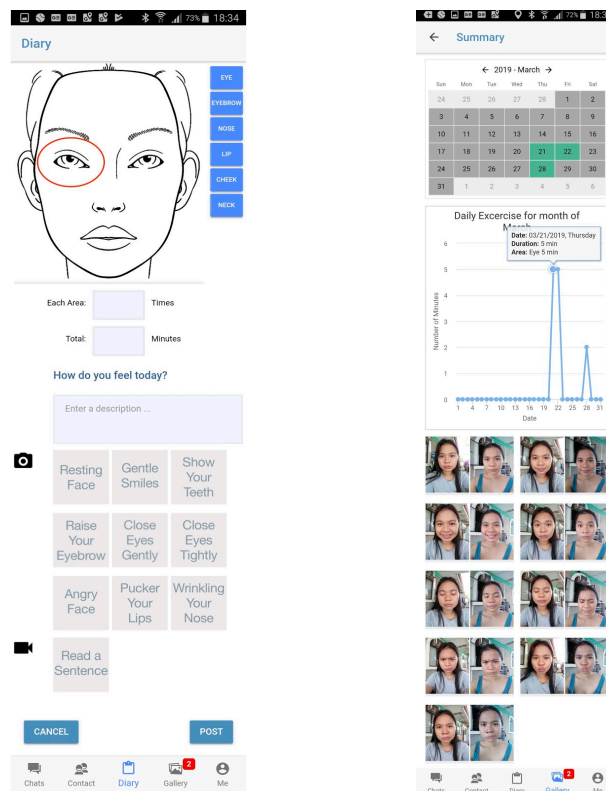 73% 18:34
Diary
EYE
EYEBROW
NOSE
LIP
CHEEK
NECK
Each Area: Times
Total: Minutes
How do you feel today?
Enter a description ...
Resting Face
Gentle Smiles
Show Your Teeth
Raise Your Eyebrow
Close Eyes Gently
Close Eyes Tightly
Angry Face
Pucker Your Lips
Wrinkling Your Nose
Read a Sentence
CANCEL POST
2
Chats Contact Diary Gallery Me
72% 18:3
← Summary
← 2019 - March →
Sun Mon Tue Wed Thu Fri Sat
24 25 26 27 28 1 2
3 4 5 6 7 8 9
10 11 12 13 14 15 16
17 18 19 20 21 22 23
24 25 26 27 28 29 30
31 1 2 3 4 5 6
Daily Excercise for month of
March
Date: 03/21/2019, Thursday
Duration: 5 min
Area: Eye 5 min
Number of Minutes
6
5
4
3
2
1
0
1 4 7 10 13 16 19 22 25 28 31
Date
2
Chats Contact Diary Gallery Me